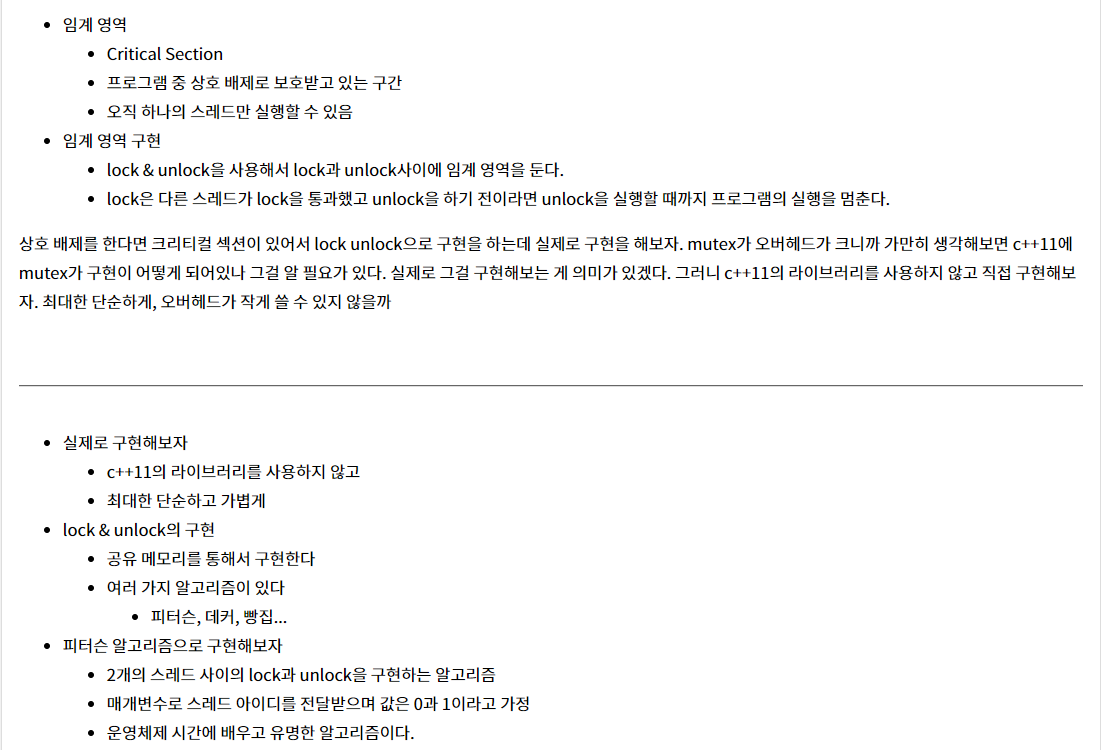 임계 영역
Critical Section
프로그램 중 상호 배제로 보호받고 있는 구간
오직 하나의 스레드만 실행할 수 있음
임계 영역 구현
lock & unlock을 사용해서 lock과 unlock사이에 임계 영역을 둔다.
lock은 다른 스레드가 lock을 통과했고 unlock을 하기 전이라면 unlock을 실행할 때까지 프로그램의 실행을 멈춘다.
상호 배제를 한다면 크리티컬 섹션이 있어서 lock unlock으로 구현을 하는데 실제로 구현을 해보자. mutex가 오버헤드가 크니까 가만히 생각해보면 c++11에
mutex가 구현이 어떻게 되어있나 그걸 알 필요가 있다. 실제로 그걸 구현해보는 게 의미가 있겠다. 그러니 c++11의 라이브러리를 사용하지 않고 직접 구현해보
자. 최대한 단순하게, 오버헤드가 작게 쓸 수 있지 않을까
실제로 구현해보자
c++11의 라이브러리를 사용하지 않고
최대한 단순하고 가볍게
lock & unlock의 구현
공유 메모리를 통해서 구현한다
여러 가지 알고리즘이 있다
피터슨, 데커, 빵집...
피터슨 알고리즘으로 구현해보자
2개의 스레드 사이의 lock과 unlock을 구현하는 알고리즘
매개변수로 스레드 아이디를 전달받으며 값은 0과 1이라고 가정
운영체제 시간에 배우고 유명한 알고리즘이다.